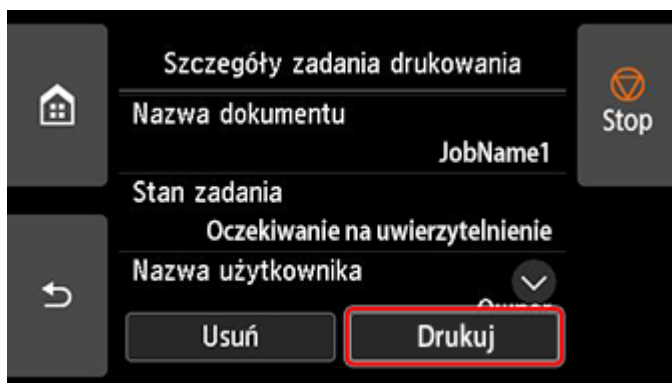 Szczegóły zadania drukowania
Stop
Nazwa dokumentu
JobName1
Stan zadania
Oczekiwanie na uwierzytelnienie
Nazwa użytkownika
Usuń
Drukuj